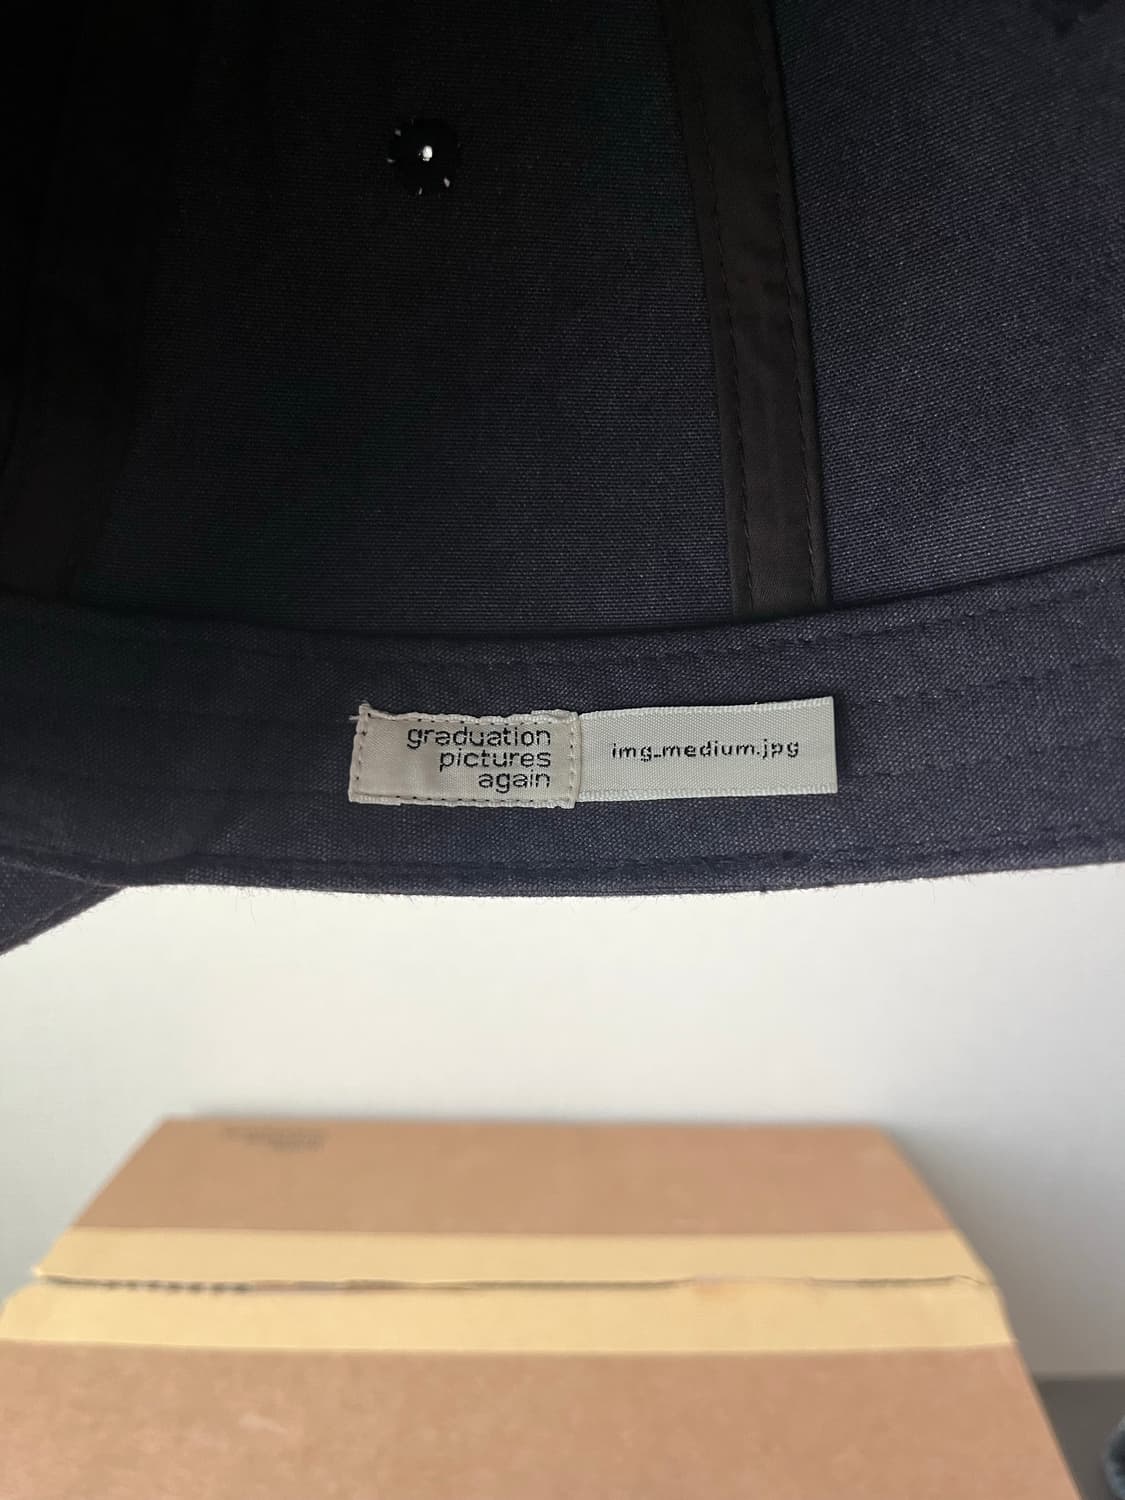 graduation
pictures
again
img_medium.jpg